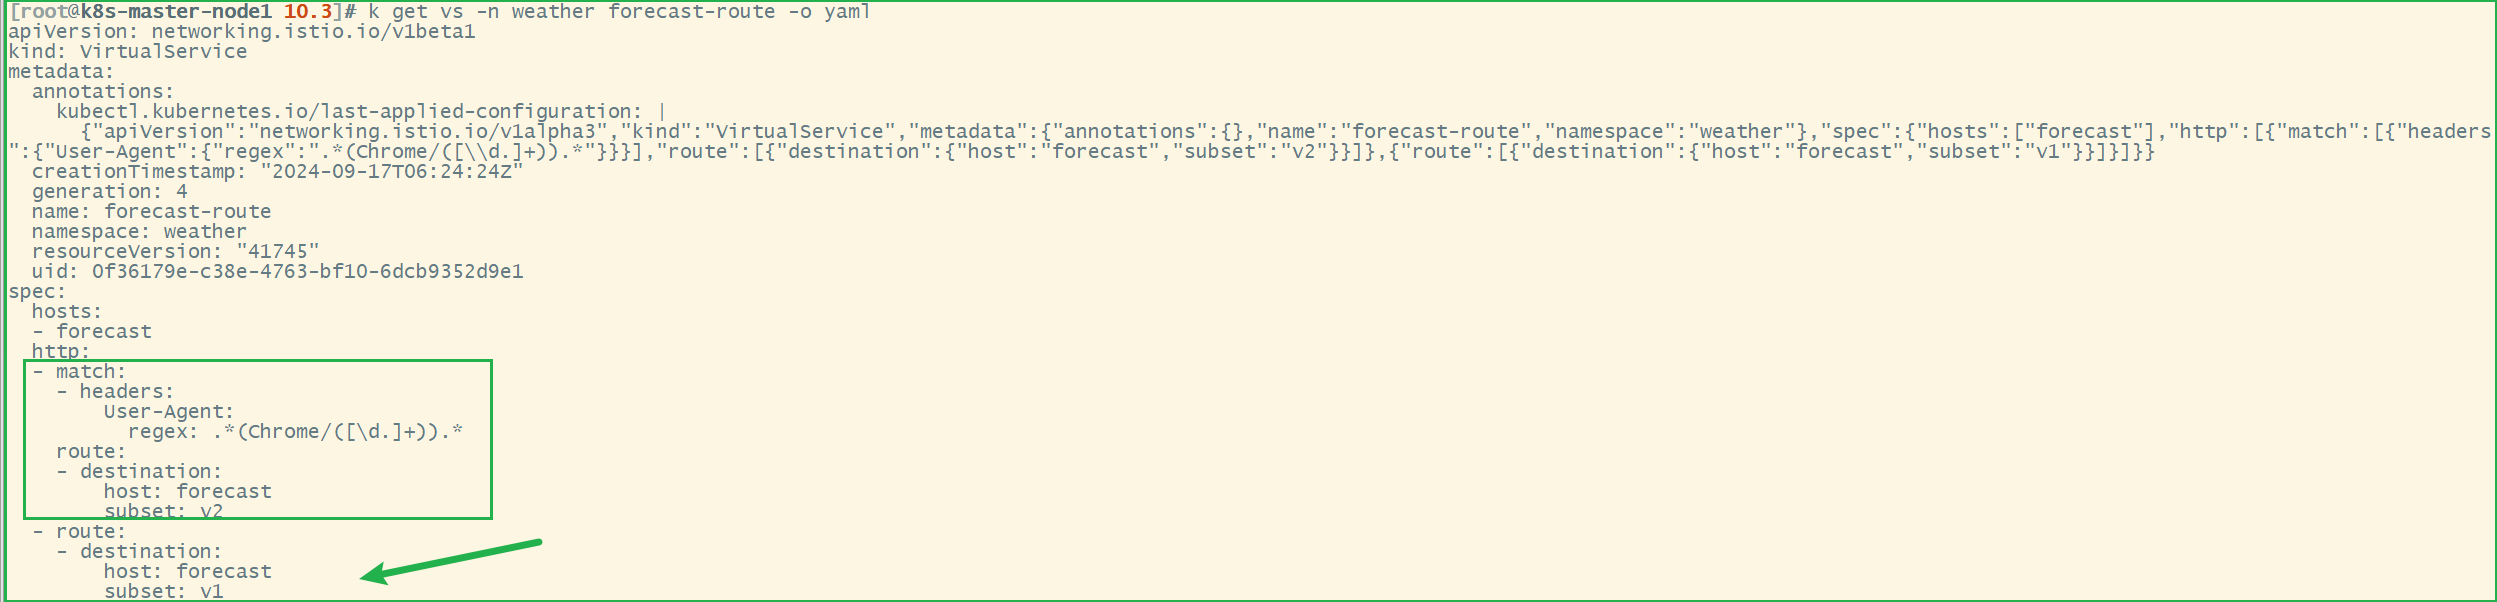 [root@k8s-master-node1 10.3]# k get vs -n weather forecast-route -o yaml
apiVersion: networking.istio.io/v1beta1
kind: VirtualService
metadata:
  annotations:
    kubectl.kubernetes.io/last-applied-configuration: |
      {"apiVersion":"networking.istio.io/v1alpha3","kind":"VirtualService","metadata":{"annotations":{},"name":"forecast-route","namespace":"weather"},"spec":{"hosts":["forecast"],"http":[{"match":[{"headers
":{"User-Agent":{"regex":".*(Chrome/([\\d.]+)).*"}}}],"route":[{"destination":{"host":"forecast","subset":"v2"}}]},{"route":[{"destination":{"host":"forecast","subset":"v1"}}]}]}}
  creationTimestamp: "2024-09-17T06:24:24Z"
  generation: 4
  name: forecast-route
  namespace: weather
  resourceVersion: "41745"
  uid: 0f36179e-c38e-4763-bf10-6dcb9352d9e1
spec:
  hosts:
  - forecast
  http:
  - match:
    - headers:
        User-Agent:
          regex: .*(Chrome/([\d.]+)).*
    route:
    - destination:
        host: forecast
        subset: v2
  - route:
    - destination:
        host: forecast
        subset: v1